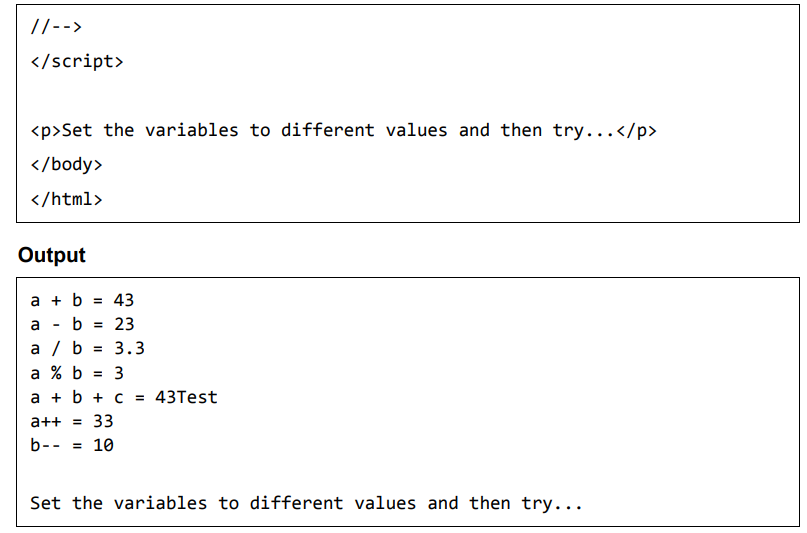 //-->
</script>
<p>Set the variables to different values and then try...</p>
</body>
</html>
Output
a + b = 43
a - b = 23
a / b = 3.3
a % b = 3
a + b + c = 43Test
a++ = 33
b-- = 10
Set the variables to different values and then try...